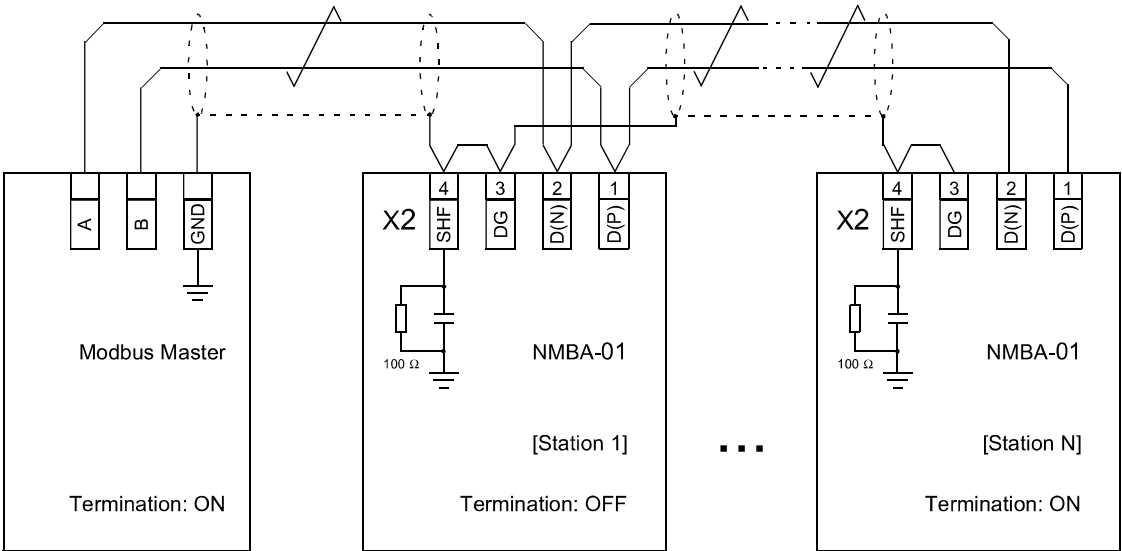 4 3 2 1
4 3 2 1
A B GND
X2 SHF DG D(N) D(P)
X2 SHF DG D(N) D(P)
Modbus Master
100 Ω
NMBA-01
100 Ω
NMBA-01
[Station 1]
...
[Station N]
Termination: ON
Termination: OFF
Termination: ON